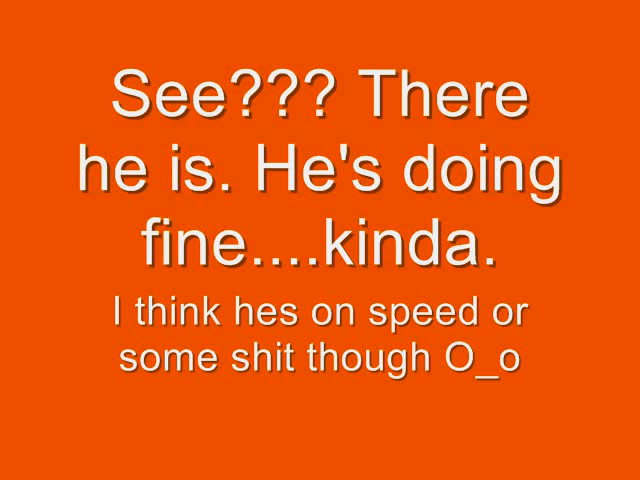 See??? There
he is. He's doing
fine....kinda.
I think hes on speed or
some shit though O_o